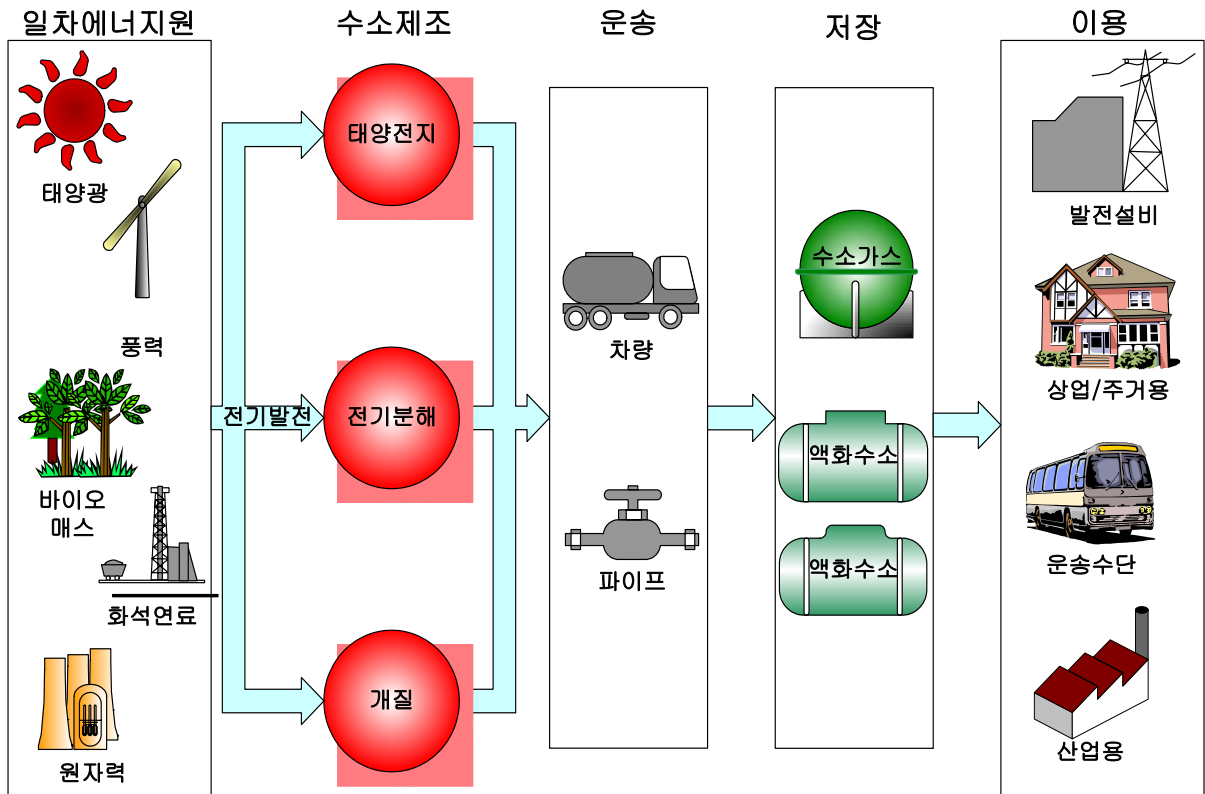 일차에너지원
수소제조
운송
저장
이용
태양광
풍력
바이오
매스
화석연료
원자력
전기발전
태양전지
전기분해
개질
차량
파이프
수소가스
액화수소
액화수소
발전설비
상업/주거용
운송수단
산업용